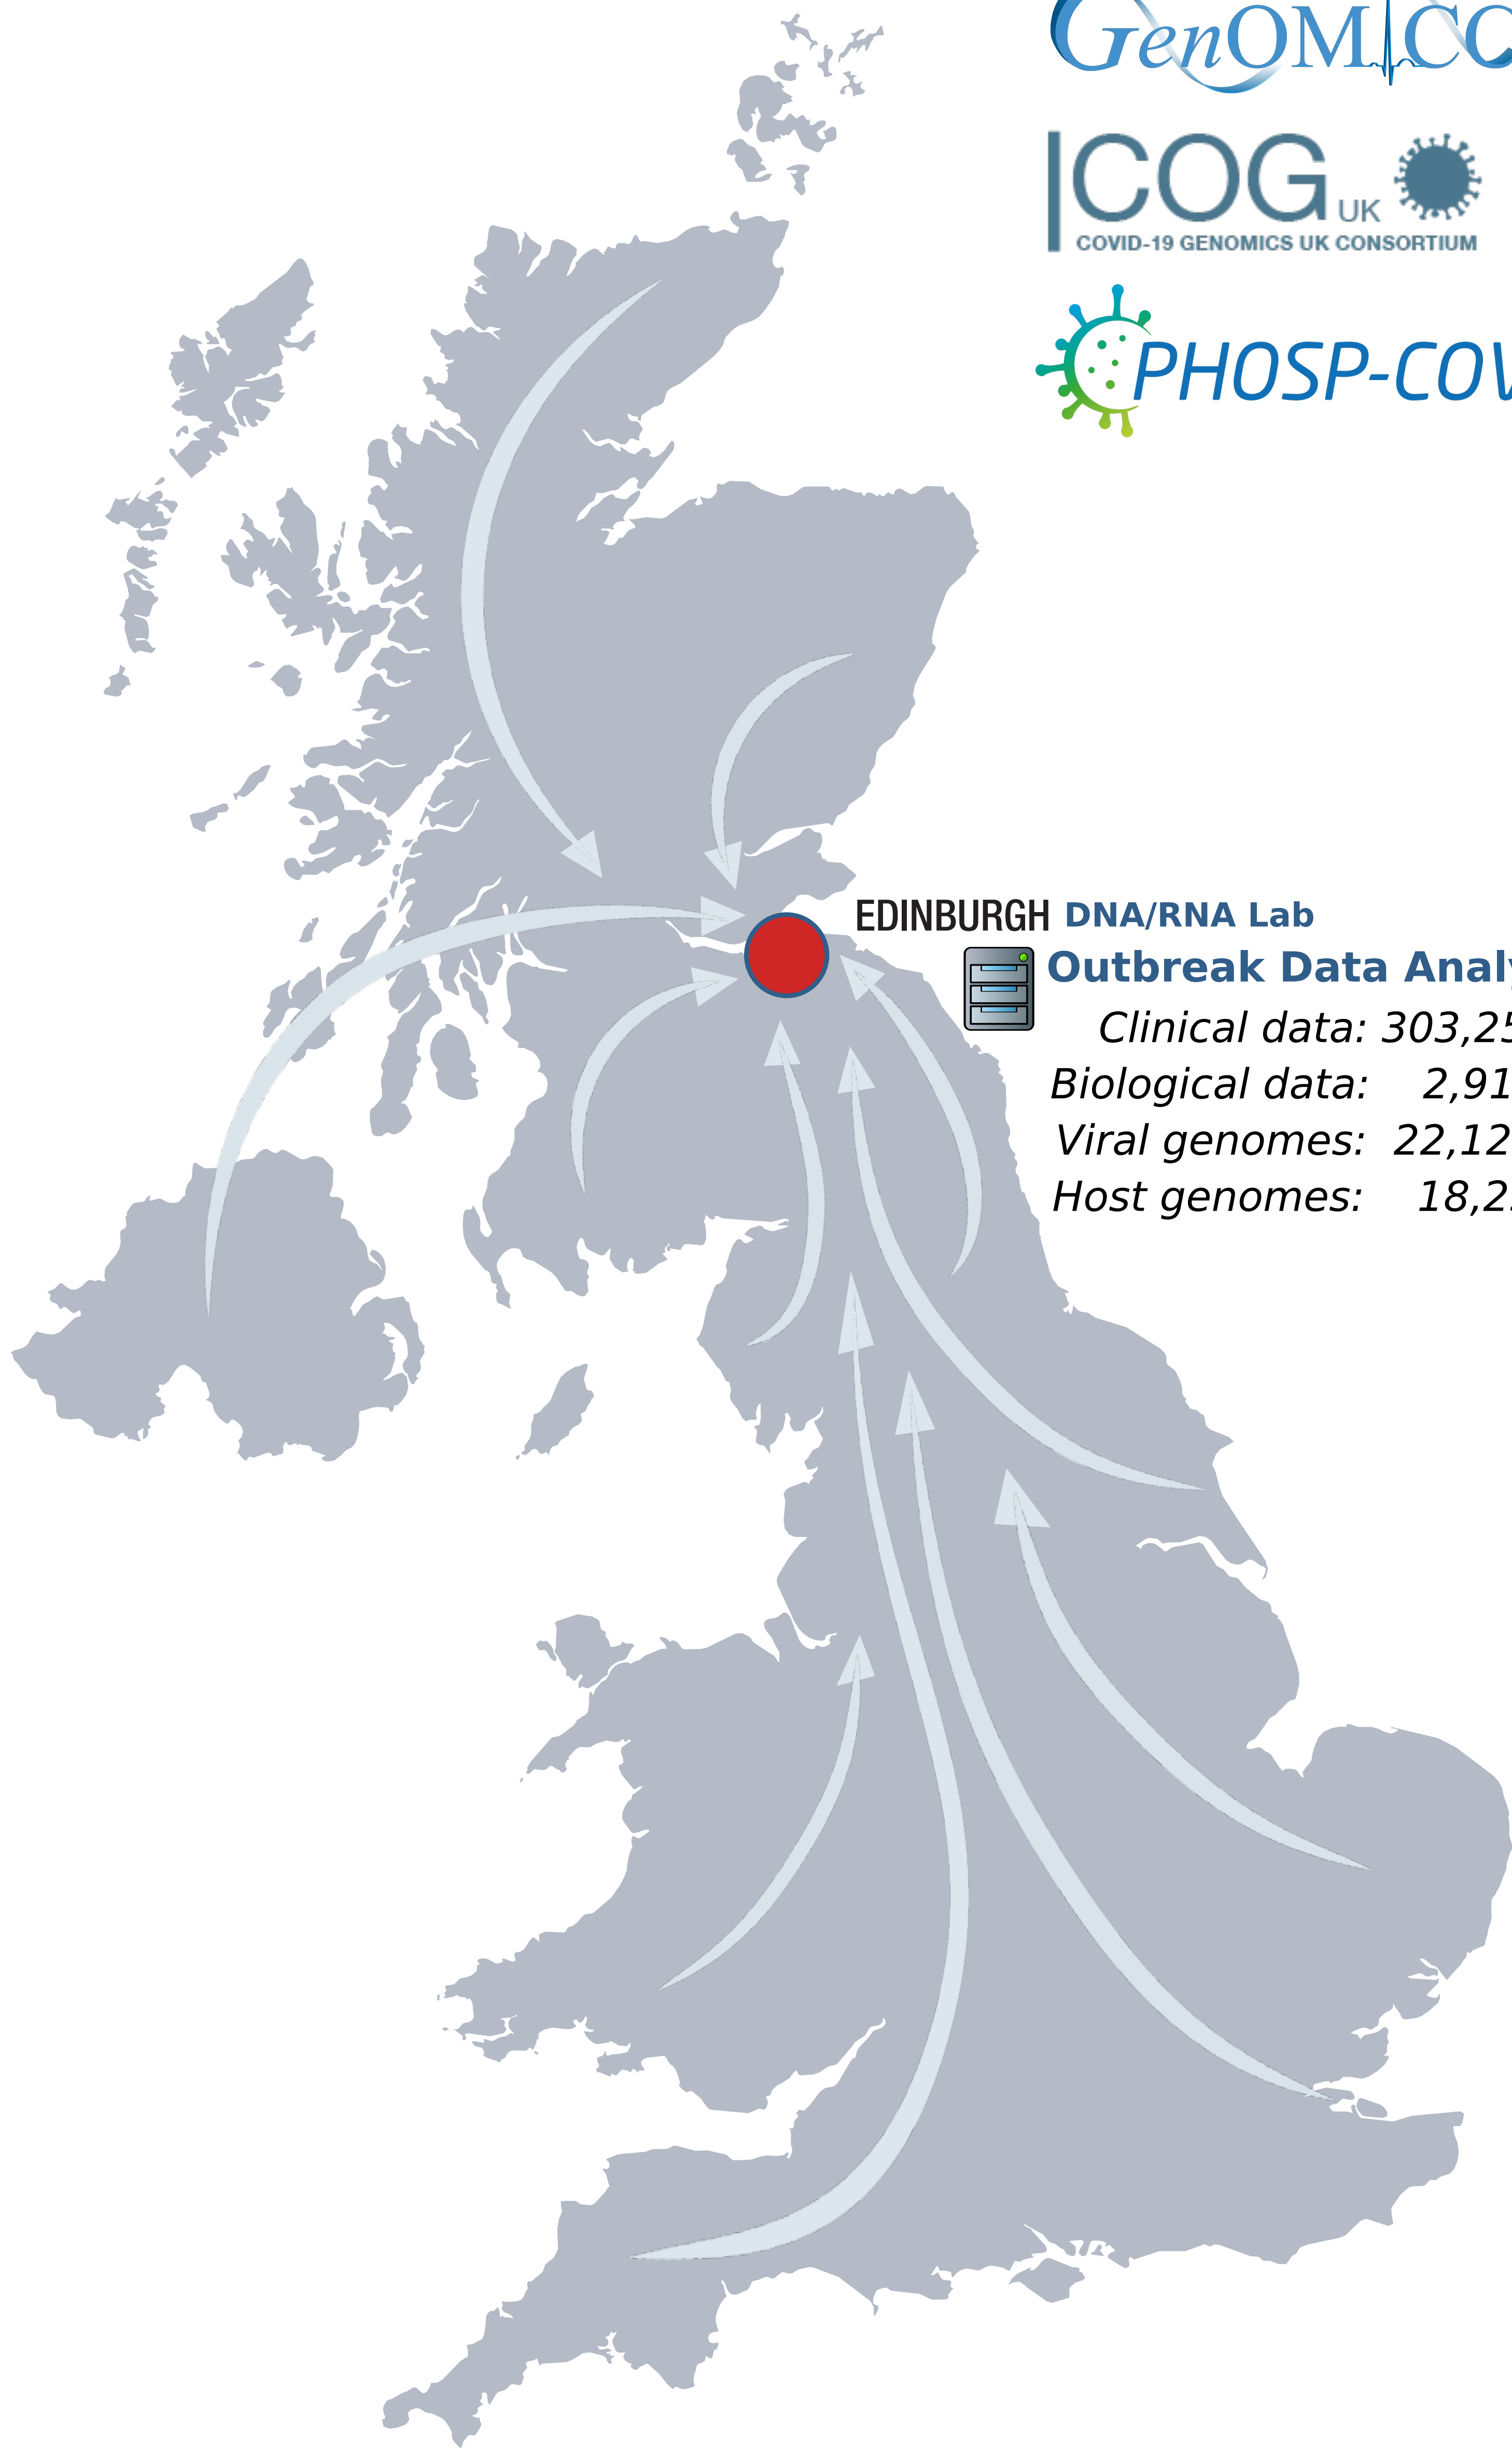 GenOMICC
COG UK
COVID-19 GENOMICS UK CONSORTIUM
PHOSP-COV
EDINBURGH DNA/RNA Lab
Outbreak Data Analy
Clinical data: 303,25
Biological data: 2,91
Viral genomes: 22,12
Host genomes: 18,2